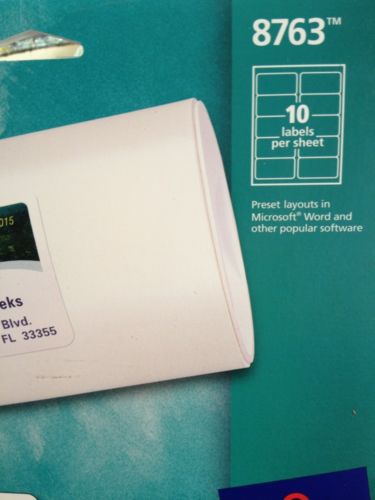 8763™
10
labels
per sheet
Preset layouts in
Microsoft® Word and
other popular software
015
eks
Blvd.
FL 33355